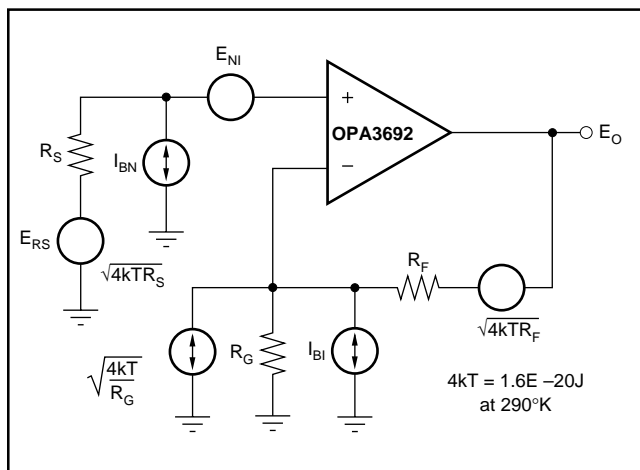 E_NI
+
OPA3692
−
E_O
R_S
I_BN
E_RS
√4kTR_S
R_F
√4kTR_F
√4kT/R_G
R_G
I_BI
4kT = 1.6E –20J
at 290°K